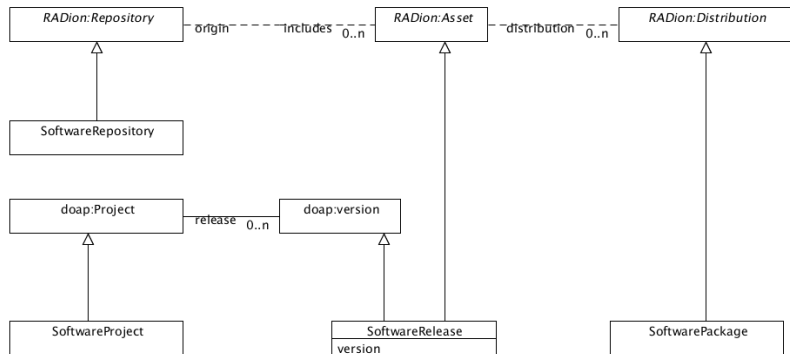 RADion:Repository
RADion:Asset
RADion:Distribution
origin
includes
0..n
distribution
0..n
SoftwareRepository
doap:Project
doap:version
release
0..n
SoftwareProject
SoftwareRelease
SoftwarePackage
version